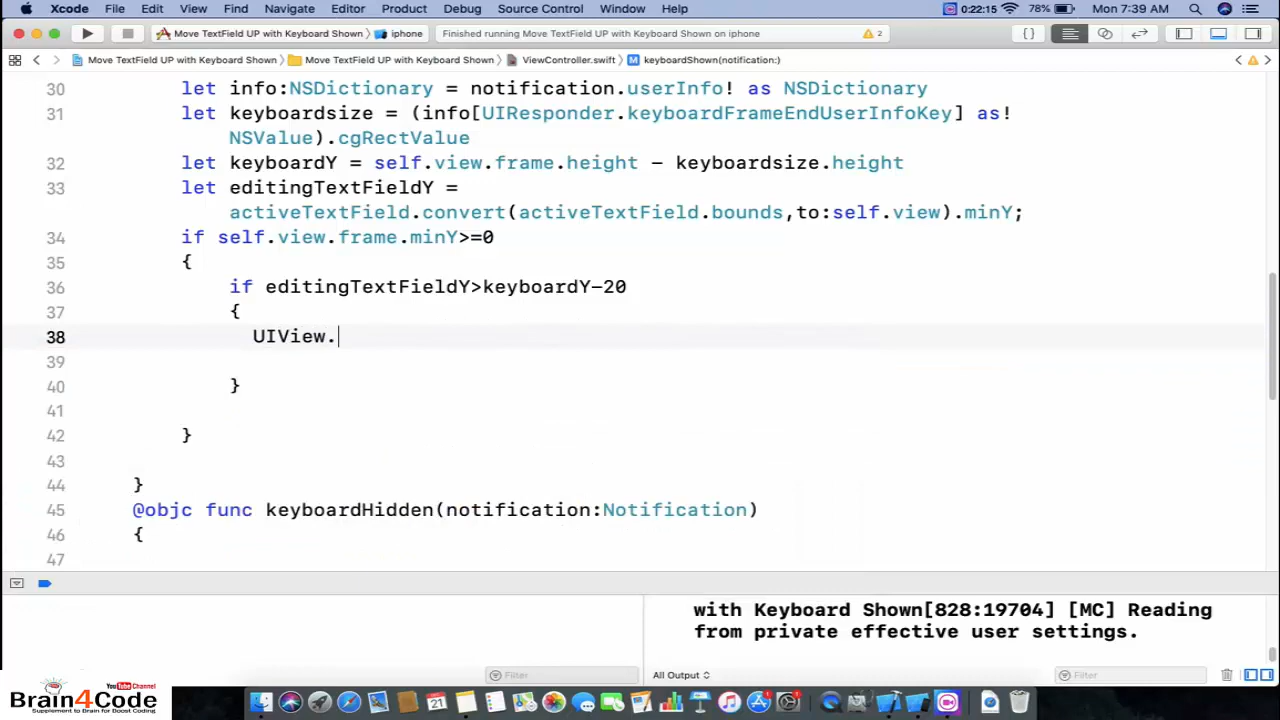 Xcode File Edit View Find Navigate Editor Product Debug Source Control Window Help 0:22:15 78% Mon 7:39 AM
Move TextField UP with Keyboard Shown iphone Finished running Move TextField UP with Keyboard Shown on iphone 2
Move TextField UP with Keyboard Shown Move TextField UP with Keyboard Shown ViewController.swift M keyboardShown(notification:)
30 let info:NSDictionary = notification.userInfo! as NSDictionary
31 let keyboardsize = (info[UIResponder.keyboardFrameEndUserInfoKey] as!
NSValue).cgRectValue
32 let keyboardY = self.view.frame.height - keyboardsize.height
33 let editingTextFieldY =
activeTextField.convert(activeTextField.bounds,to:self.view).minY;
34 if self.view.frame.minY>=0
35 {
36 if editingTextFieldY>keyboardY-20
37 {
38 UIView.
39
40 }
41
42 }
43
44 }
45 @objc func keyboardHidden(notification:Notification)
46 {
47
with Keyboard Shown[828:19704] [MC] Reading
from private effective user settings.
Filter All Output Filter
YouTube Channel
Brain4Code
Supplement to Brain for Boost Coding